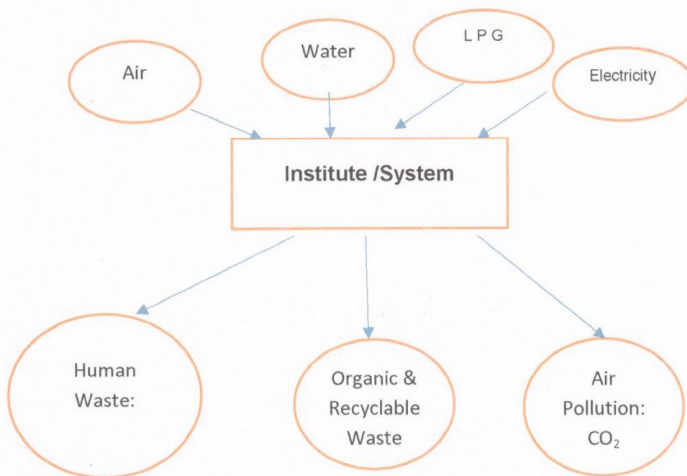 Air
Water
L P G
Electricity
Institute /System
Human
Waste:
Organic &
Recyclable
Waste
Air
Pollution:
CO₂